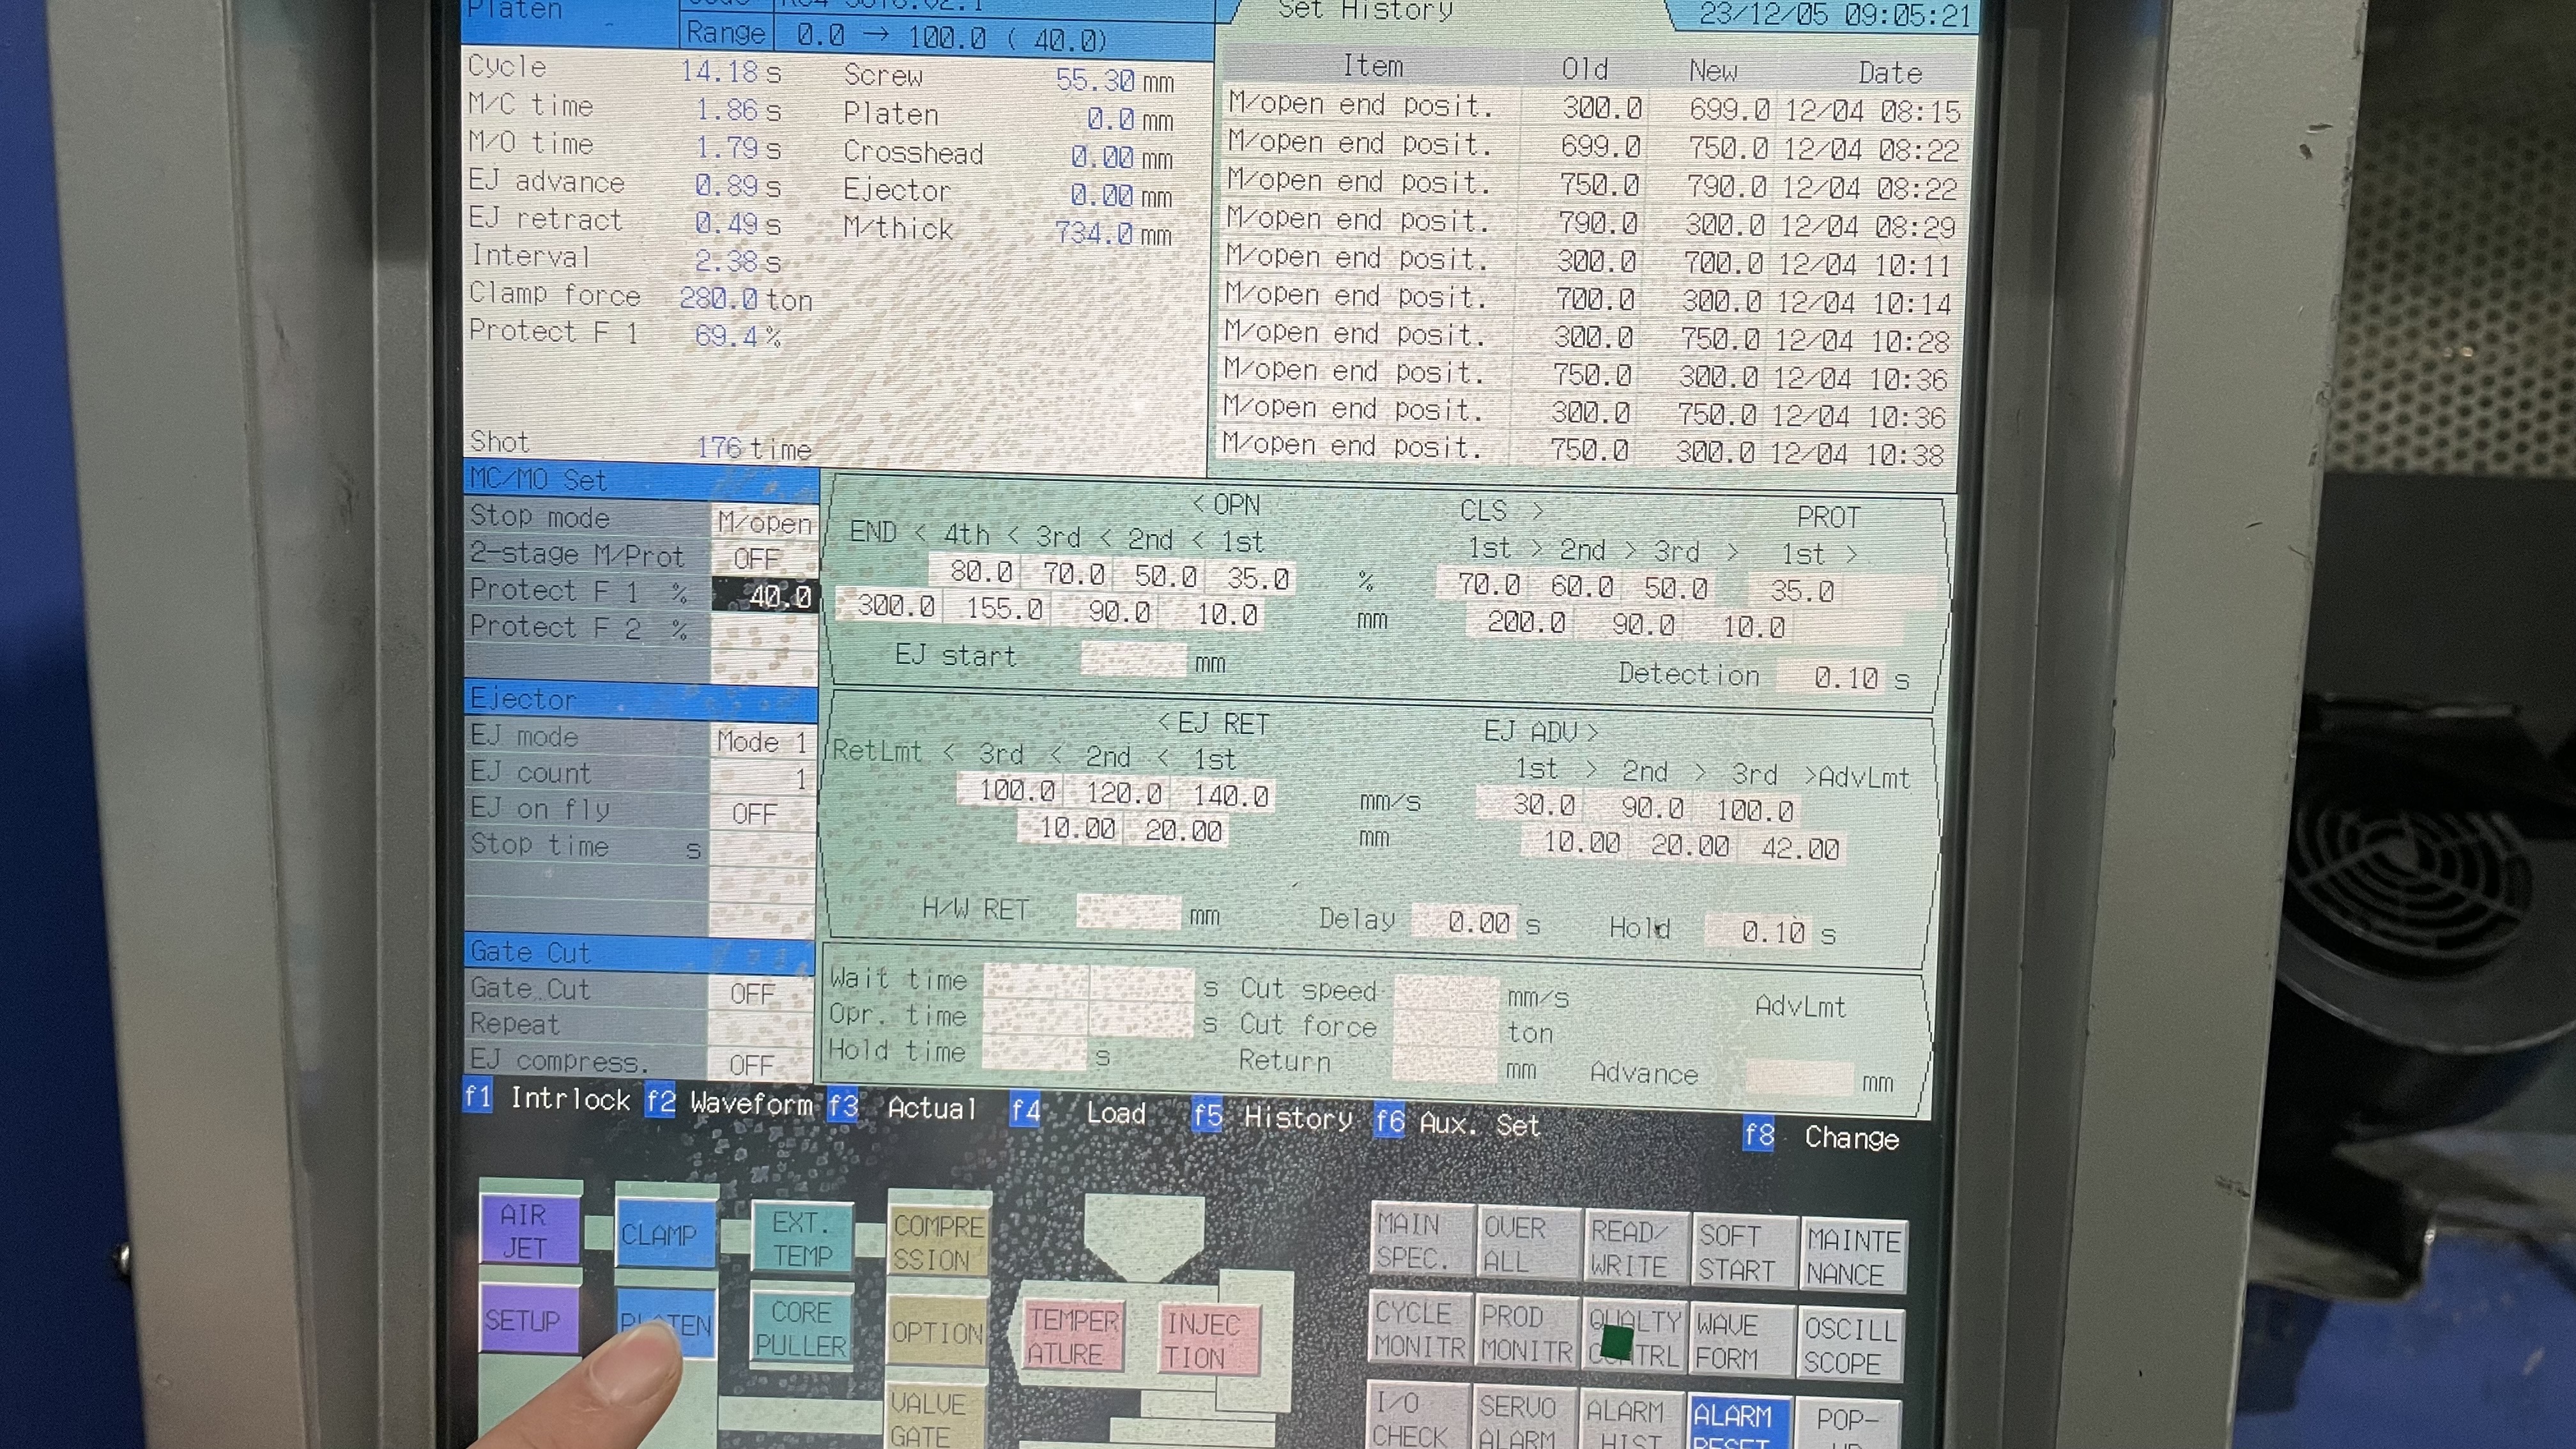 Platen
Range 0.0 → 100.0 ( 40.0)
Set History
23/12/05 09:05:21
Cycle 14.18 s Screw 55.30 mm
M/C time 1.86 s Platen 0.0 mm
M/O time 1.79 s Crosshead 0.00 mm
EJ advance 0.89 s Ejector 0.00 mm
EJ retract 0.49 s M/thick 734.0 mm
Interval 2.38 s
Clamp force 280.0 ton
Protect F 1 69.4 %
Shot 176 time
Item Old New Date
M/open end posit. 300.0 699.0 12/04 08:15
M/open end posit. 699.0 750.0 12/04 08:22
M/open end posit. 750.0 790.0 12/04 08:22
M/open end posit. 790.0 300.0 12/04 08:29
M/open end posit. 300.0 700.0 12/04 10:11
M/open end posit. 700.0 300.0 12/04 10:14
M/open end posit. 300.0 750.0 12/04 10:28
M/open end posit. 750.0 300.0 12/04 10:36
M/open end posit. 300.0 750.0 12/04 10:36
M/open end posit. 750.0 300.0 12/04 10:38
MC/MO Set
Stop mode M/open
2-stage M/Prot OFF
Protect F 1 % 40.0
Protect F 2 %
< OPN CLS > PROT
END < 4th < 3rd < 2nd < 1st 1st > 2nd > 3rd > 1st >
80.0 70.0 50.0 35.0 % 70.0 60.0 50.0 35.0
300.0 155.0 90.0 10.0 mm 200.0 90.0 10.0
EJ start mm
Detection 0.10 s
Ejector
EJ mode Mode 1
EJ count 1
EJ on fly OFF
Stop time s
< EJ RET EJ ADV >
RetLmt < 3rd < 2nd < 1st 1st > 2nd > 3rd >AdvLmt
100.0 120.0 140.0 mm/s 30.0 90.0 100.0
10.00 20.00 mm 10.00 20.00 42.00
H/W RET mm Delay 0.00 s Hold 0.10 s
Gate Cut
Gate Cut OFF
Repeat
EJ compress. OFF
Wait time s Cut speed mm/s AdvLmt
Opr. time s Cut force ton
Hold time s Return mm Advance mm
f1 Intrlock f2 Waveform f3 Actual f4 Load f5 History f6 Aux. Set f8 Change
AIR JET
CLAMP
EXT. TEMP
COMPRE SSION
MAIN SPEC.
OVER ALL
READ/ WRITE
SOFT START
MAINTE NANCE
SETUP
PLATEN
CORE PULLER
OPTION
TEMPER ATURE
INJEC TION
CYCLE MONITR
PROD MONITR
QUALTY CONTRL
WAVE FORM
OSCILL SCOPE
VALVE GATE
I/O CHECK
SERVO ALARM
ALARM HIST
ALARM RESET
POP-